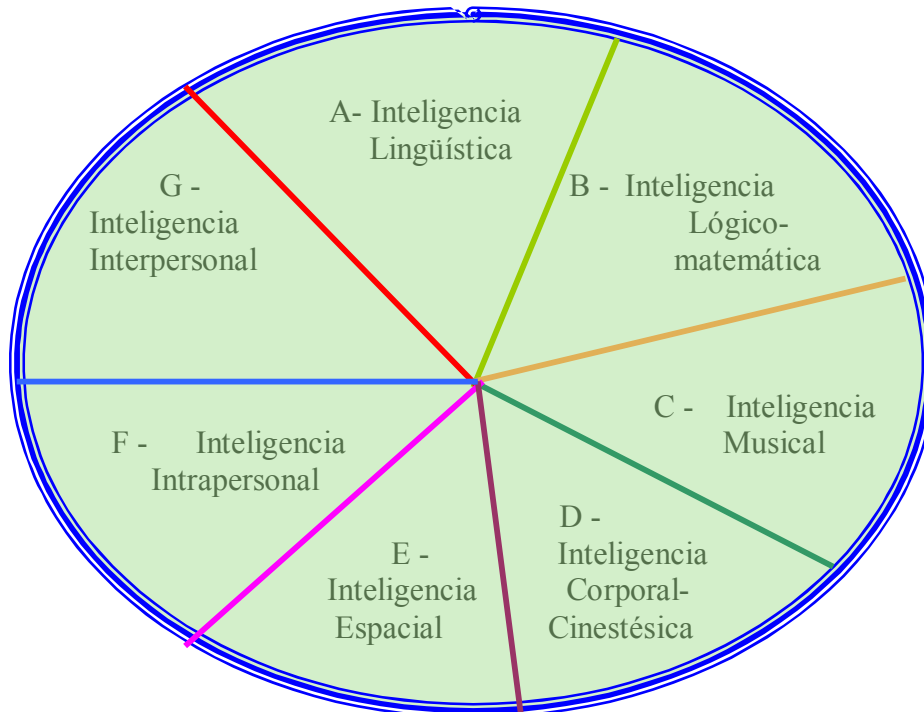 A- Inteligencia
Lingüística
B - Inteligencia
Lógico-
matemática
C - Inteligencia
Musical
D -
Inteligencia
Corporal-
Cinestésica
E -
Inteligencia
Espacial
F - Inteligencia
Intrapersonal
G -
Inteligencia
Interpersonal